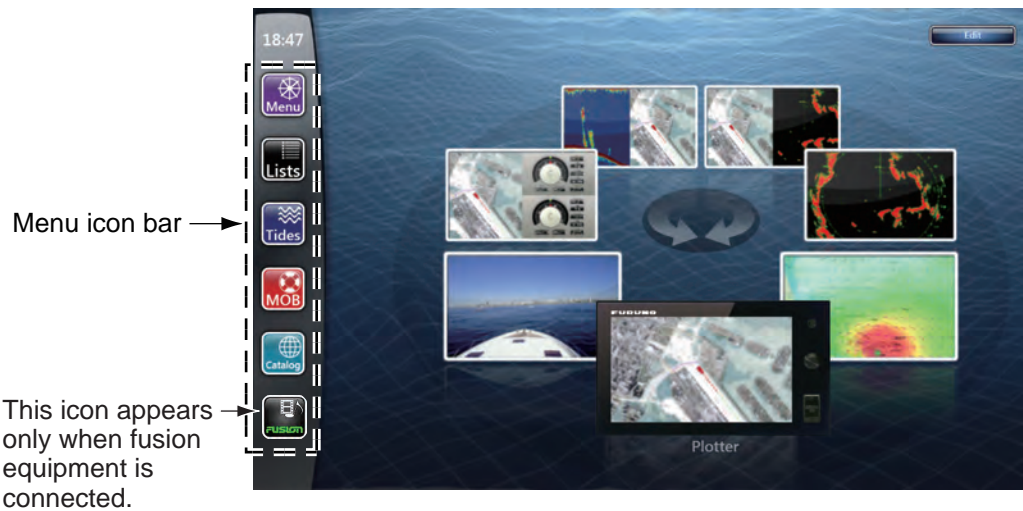 18:47
Edit
Menu
Lists
Menu icon bar
Tides
MOB
Catalog
This icon appears
only when fusion
equipment is
connected.
FUSION
FURUNO
Plotter